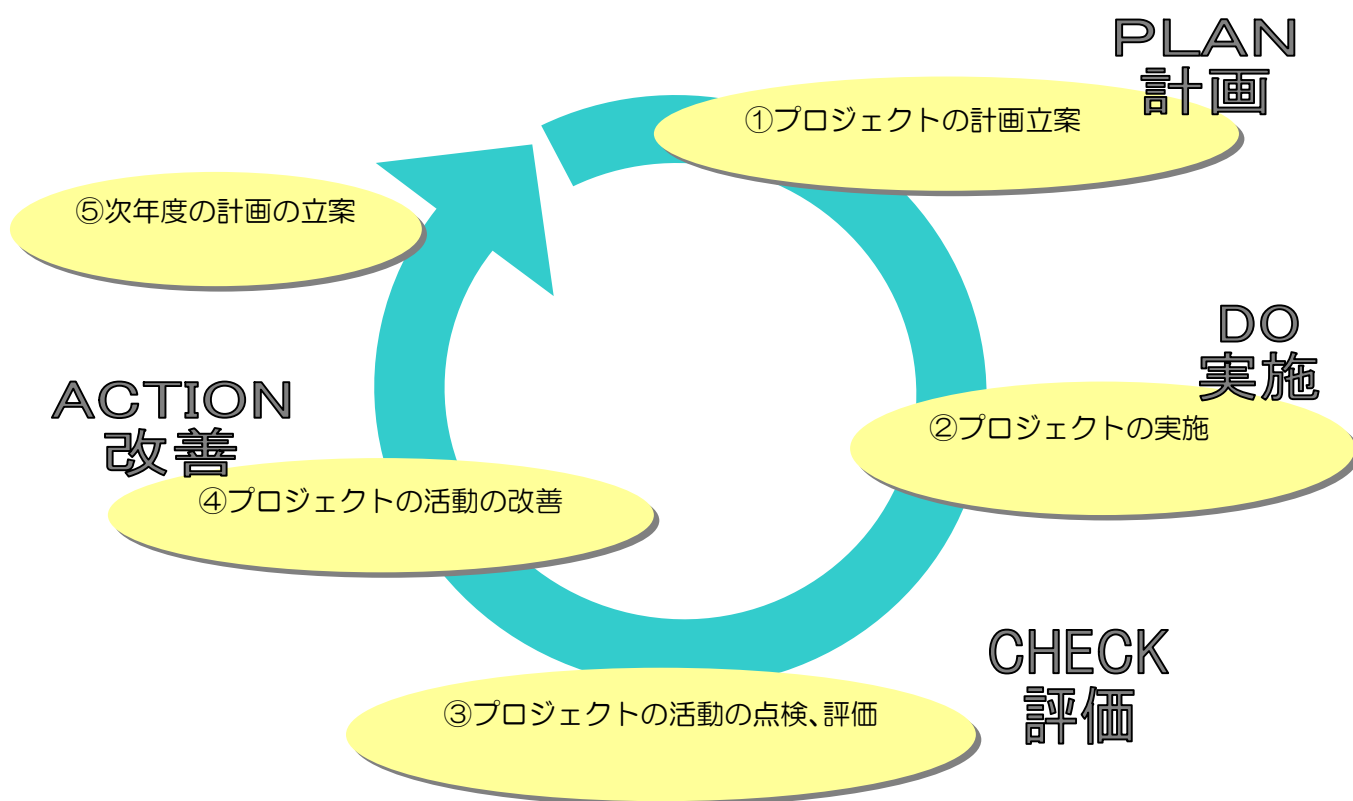 PLAN
計画
①プロジェクトの計画立案
DO
実施
②プロジェクトの実施
CHECK
評価
③プロジェクトの活動の点検、評価
ACTION
改善
④プロジェクトの活動の改善
⑤次年度の計画の立案